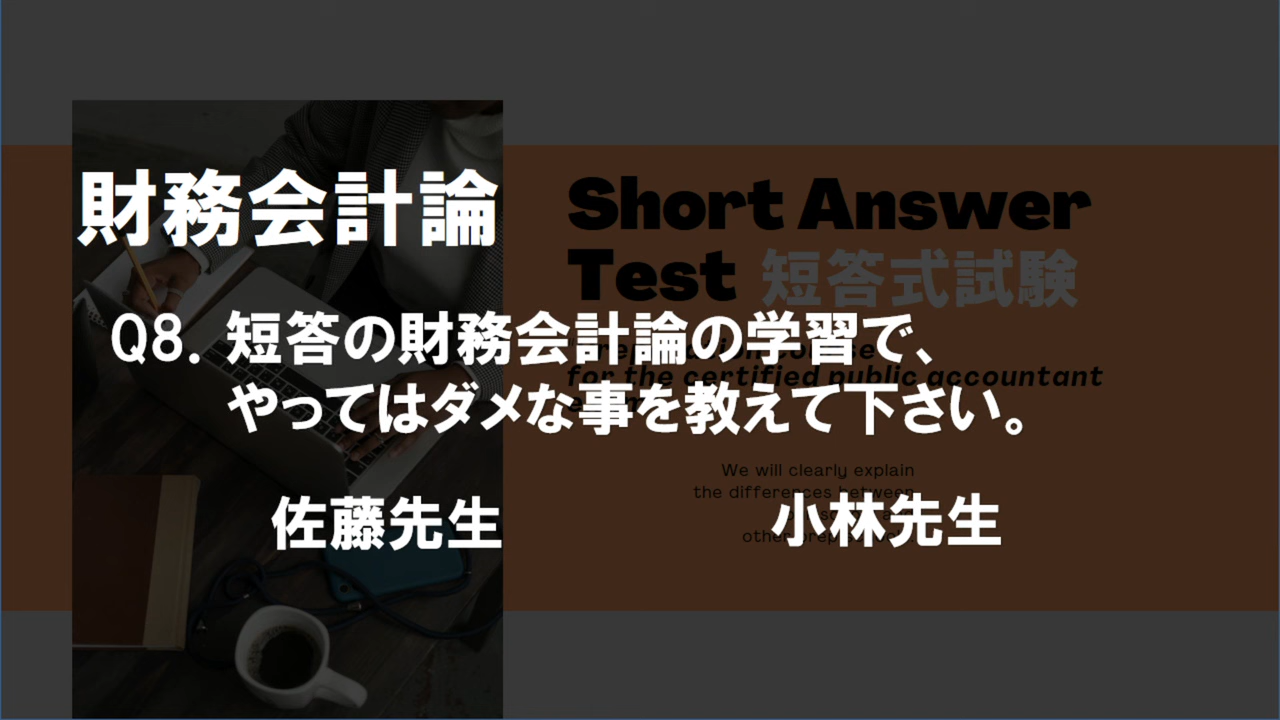 財務会計論
Short Answer
Test 短答式試験
Q8. 短答の財務会計論の学習で、
for the certified public accountant
やってはダメな事を教えて下さい。
We will clearly explain
the differences between
佐藤先生
小林先生